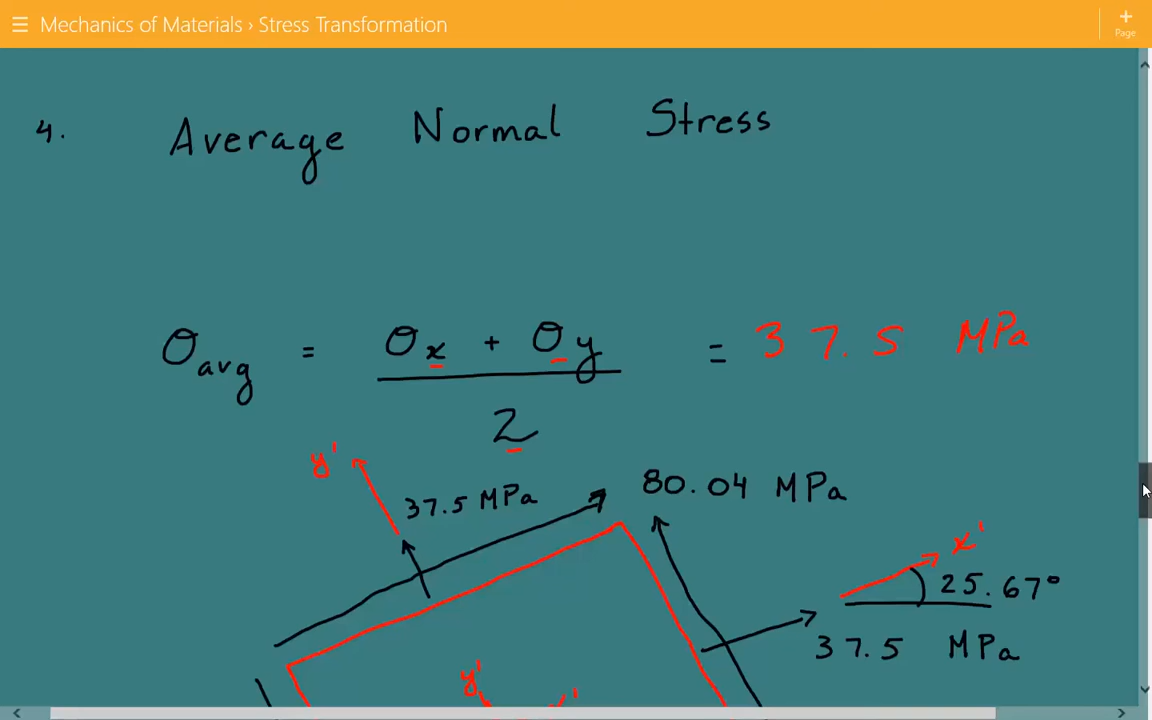 Mechanics of Materials › Stress Transformation
Page
4. Average Normal Stress
σavg = σx + σy = 37.5 MPa
2
y'
37.5 MPa
80.04 MPa
x'
25.67°
37.5 MPa
y'
x'